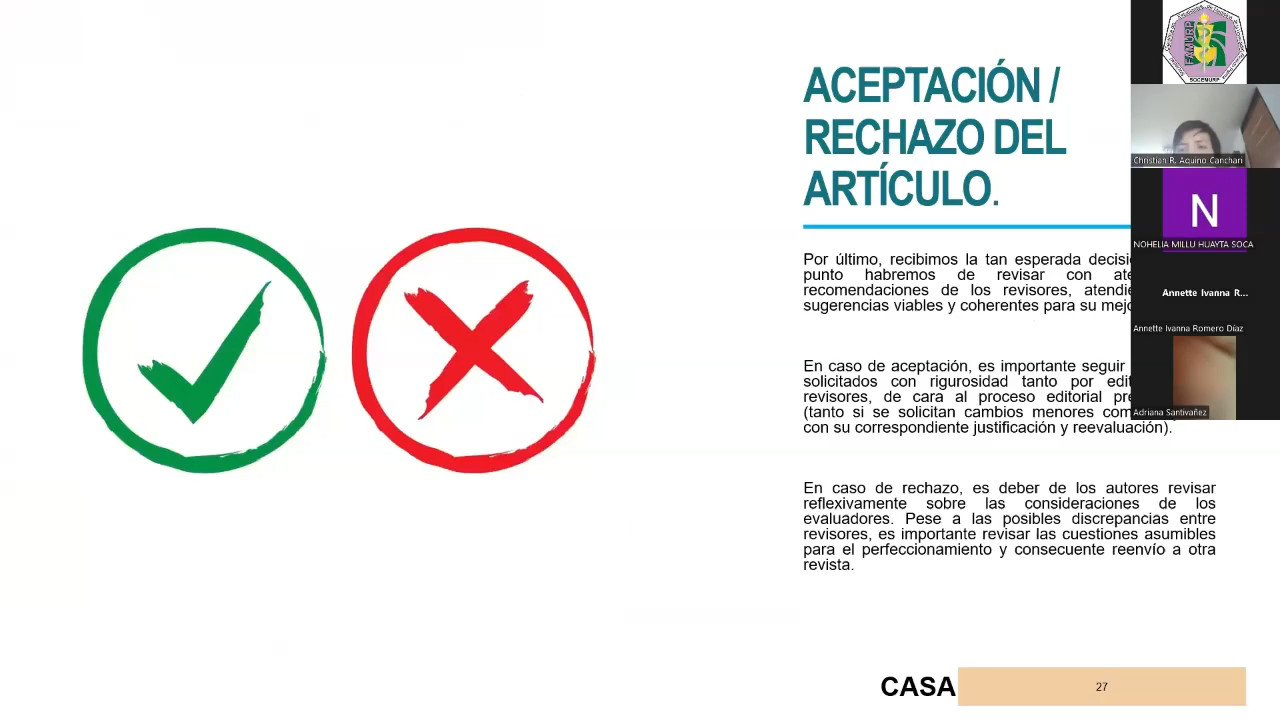 ACEPTACIÓN /
RECHAZO DEL
ARTÍCULO.
Por último, recibimos la tan esperada
punto habremos de revisar con
recomendaciones de los revisores,
sugerencias viables y coherentes para su
En caso de aceptación, es importante seguir
solicitados con rigurosidad tanto por
revisores, de cara al proceso editorial
(tanto si se solicitan cambios menores
con su correspondiente justificación y reevaluación).
En caso de rechazo, es deber de los autores revisar
reflexivamente sobre las consideraciones de los
evaluadores. Pese a las posibles discrepancias entre
revisores, es importante revisar las cuestiones asumibles
para el perfeccionamiento y consecuente reenvío a otra
revista.
CASA
27
FAMURP
SOCEMURP
Christian R. Aquino Canchari
N
NOHELIA MILLU HUAYTA SOCA
Annette Ivanna R...
Annette Ivanna Romero Díaz
Adriana Santivañez